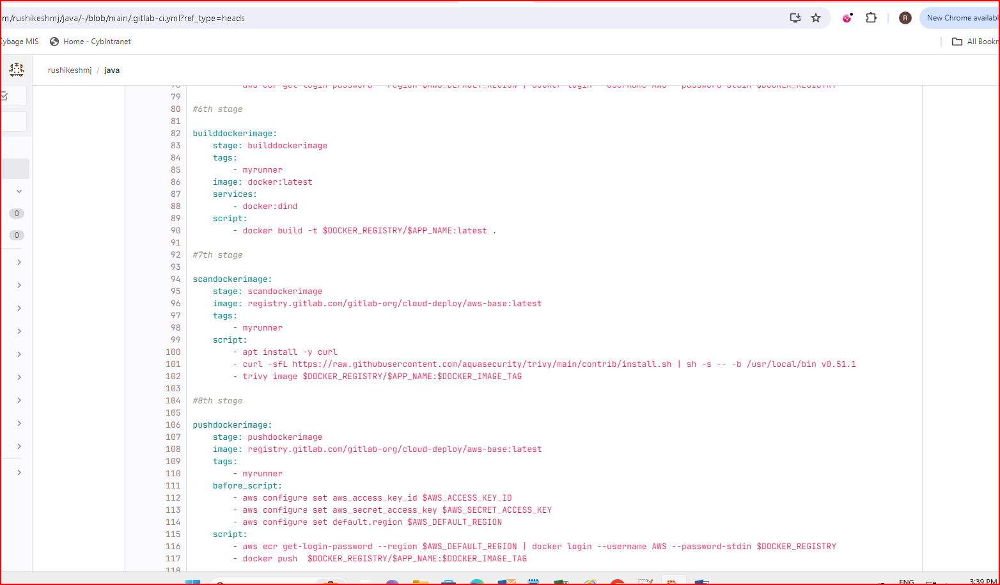 m/rushikeshmj/java/-/blob/main/.gitlab-ci.yml?ref_type=heads
R
New Chrome availabl
Cybage MIS
Home - CybIntranet
All Bookm
rushikeshmj / java
78 - aws ecr get-login-password --region $AWS_DEFAULT_REGION | docker login --username AWS --password-stdin $DOCKER_REGISTRY
79
80 #6th stage
81
82 builddockerimage:
83 stage: builddockerimage
84 tags:
85 - myrunner
86 image: docker:latest
87 services:
88 - docker:dind
89 script:
90 - docker build -t $DOCKER_REGISTRY/$APP_NAME:latest .
91
92 #7th stage
93
94 scandockerimage:
95 stage: scandockerimage
96 image: registry.gitlab.com/gitlab-org/cloud-deploy/aws-base:latest
97 tags:
98 - myrunner
99 script:
100 - apt install -y curl
101 - curl -sfL https://raw.githubusercontent.com/aquasecurity/trivy/main/contrib/install.sh | sh -s -- -b /usr/local/bin v0.51.1
102 - trivy image $DOCKER_REGISTRY/$APP_NAME:$DOCKER_IMAGE_TAG
103
104 #8th stage
105
106 pushdockerimage:
107 stage: pushdockerimage
108 image: registry.gitlab.com/gitlab-org/cloud-deploy/aws-base:latest
109 tags:
110 - myrunner
111 before_script:
112 - aws configure set aws_access_key_id $AWS_ACCESS_KEY_ID
113 - aws configure set aws_secret_access_key $AWS_SECRET_ACCESS_KEY
114 - aws configure set default.region $AWS_DEFAULT_REGION
115 script:
116 - aws ecr get-login-password --region $AWS_DEFAULT_REGION | docker login --username AWS --password-stdin $DOCKER_REGISTRY
117 - docker push  $DOCKER_REGISTRY/$APP_NAME:$DOCKER_IMAGE_TAG
118
0
0
ENG
3:39 PM